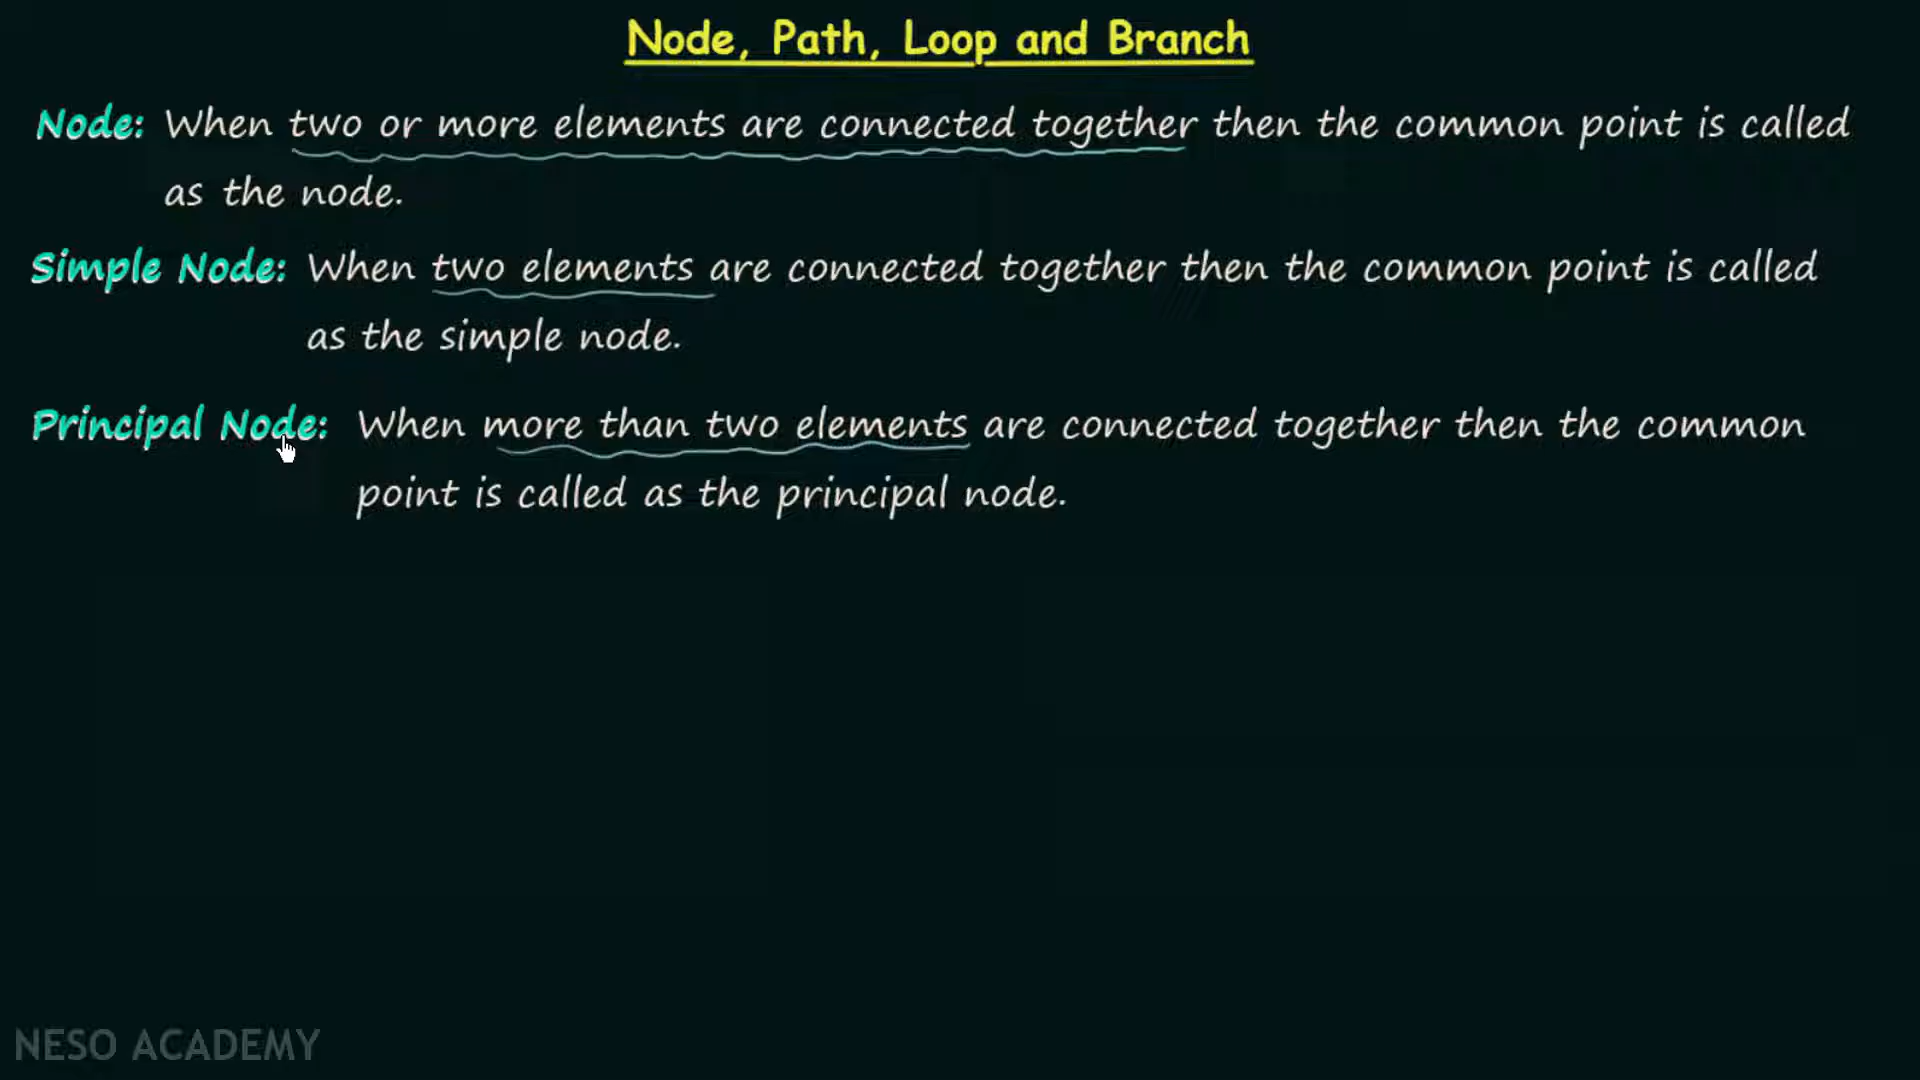 Node, Path, Loop and Branch
Node: When two or more elements are connected together then the common point is called
as the node.
Simple Node: When two elements are connected together then the common point is called
as the simple node.
Principal Node: When more than two elements are connected together then the common
point is called as the principal node.
NESO ACADEMY